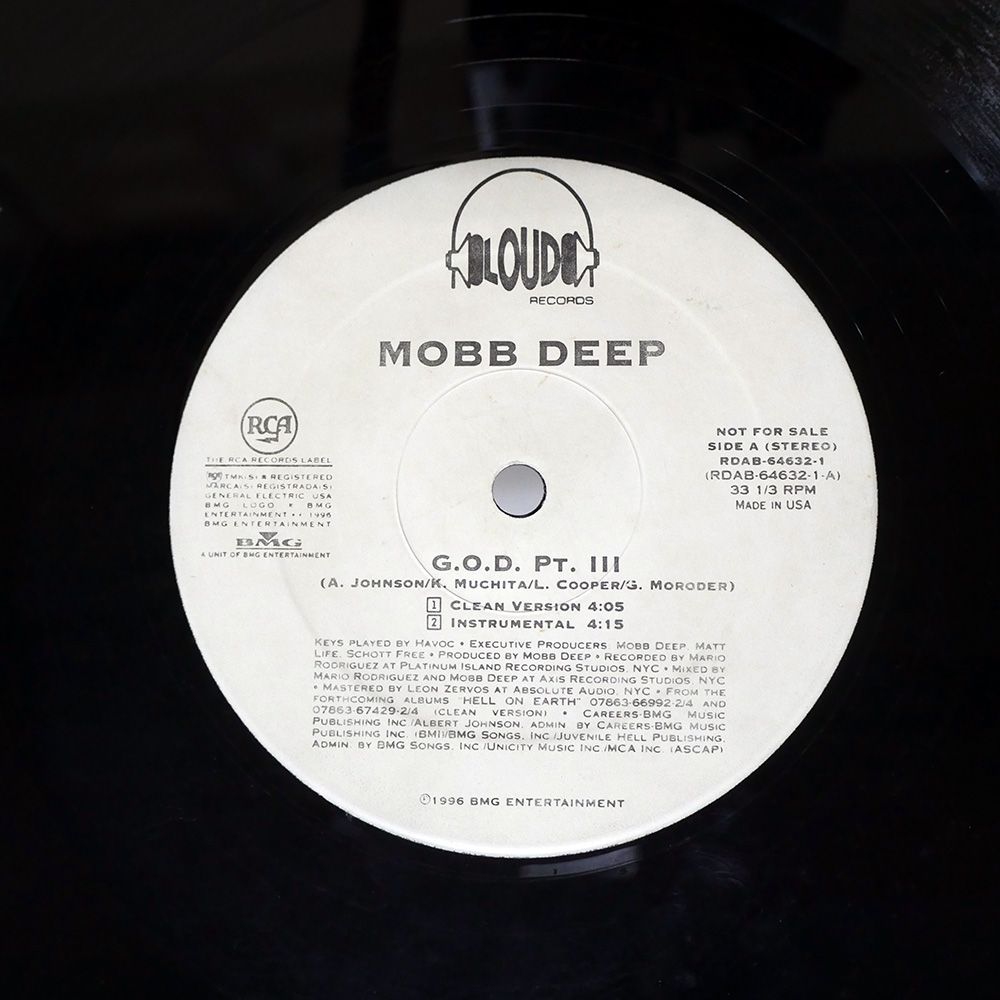 LOUD
RECORDS
MOBB DEEP
RCA
THE RCA RECORDS LABEL
TMK(S) ® REGISTERED
MARCA(S) REGISTRADA(S)
GENERAL ELECTRIC, USA
BMG LOGO ® BMG
ENTERTAINMENT • • 1996
BMG ENTERTAINMENT
BMG
A UNIT OF BMG ENTERTAINMENT
NOT FOR SALE
SIDE A (STEREO)
RDAB-64632-1
(RDAB-64632-1-A)
33 1/3 RPM
MADE IN USA
G.O.D. PT. III
(A. JOHNSON/K. MUCHITA/L. COOPER/G. MORODER)
1 CLEAN VERSION 4:05
2 INSTRUMENTAL 4:15
KEYS PLAYED BY HAVOC • EXECUTIVE PRODUCERS: MOBB DEEP, MATT
LIFE, SCHOTT FREE • PRODUCED BY MOBB DEEP • RECORDED BY MARIO
RODRIGUEZ AT PLATINUM ISLAND RECORDING STUDIOS, NYC • MIXED BY
MARIO RODRIGUEZ AND MOBB DEEP AT AXIS RECORDING STUDIOS, NYC
• MASTERED BY LEON ZERVOS AT ABSOLUTE AUDIO, NYC • FROM THE
FORTHCOMING ALBUMS "HELL ON EARTH" 07863-66992-2/4 AND
07863-67429-2/4 (CLEAN VERSION) • CAREERS-BMG MUSIC
PUBLISHING INC./ALBERT JOHNSON, ADMIN. BY CAREERS-BMG MUSIC
PUBLISHING INC. (BMI)/BMG SONGS, INC./JUVENILE HELL PUBLISHING,
ADMIN. BY BMG SONGS, INC./UNICITY MUSIC INC./MCA INC. (ASCAP)
℗1996 BMG ENTERTAINMENT